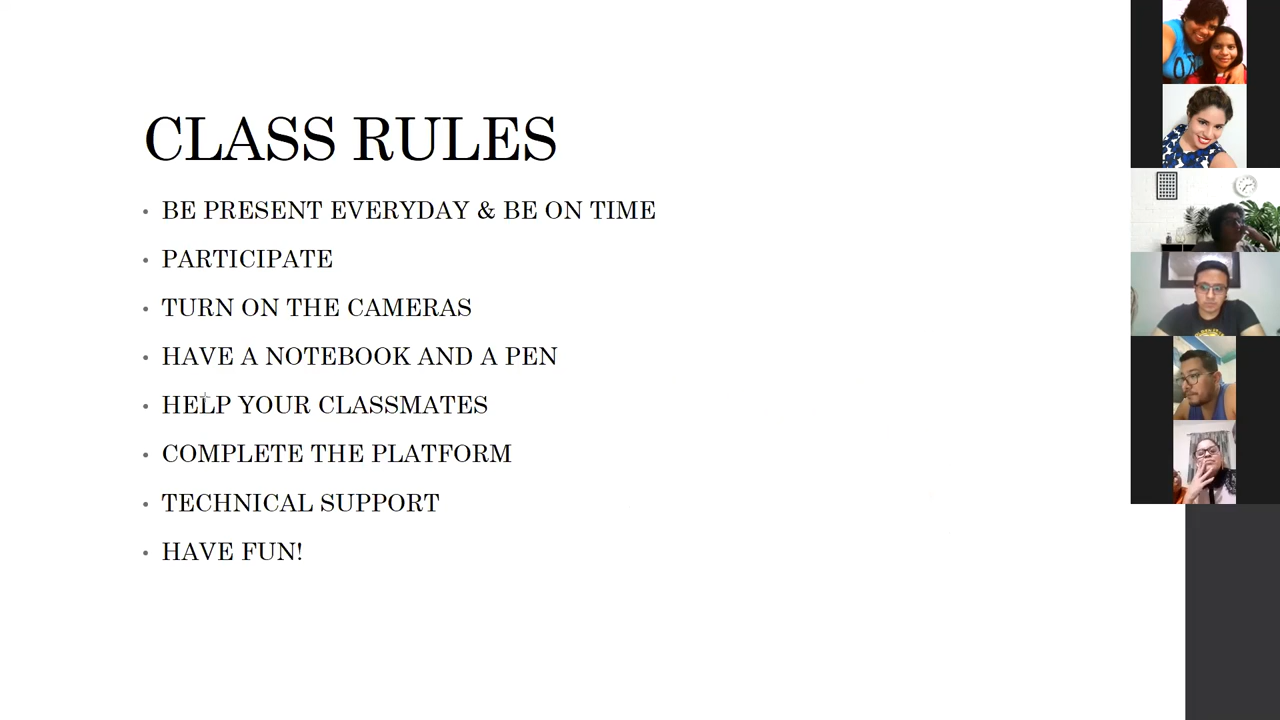 CLASS RULES
BE PRESENT EVERYDAY & BE ON TIME
PARTICIPATE
TURN ON THE CAMERAS
HAVE A NOTEBOOK AND A PEN
HELP YOUR CLASSMATES
COMPLETE THE PLATFORM
TECHNICAL SUPPORT
HAVE FUN!